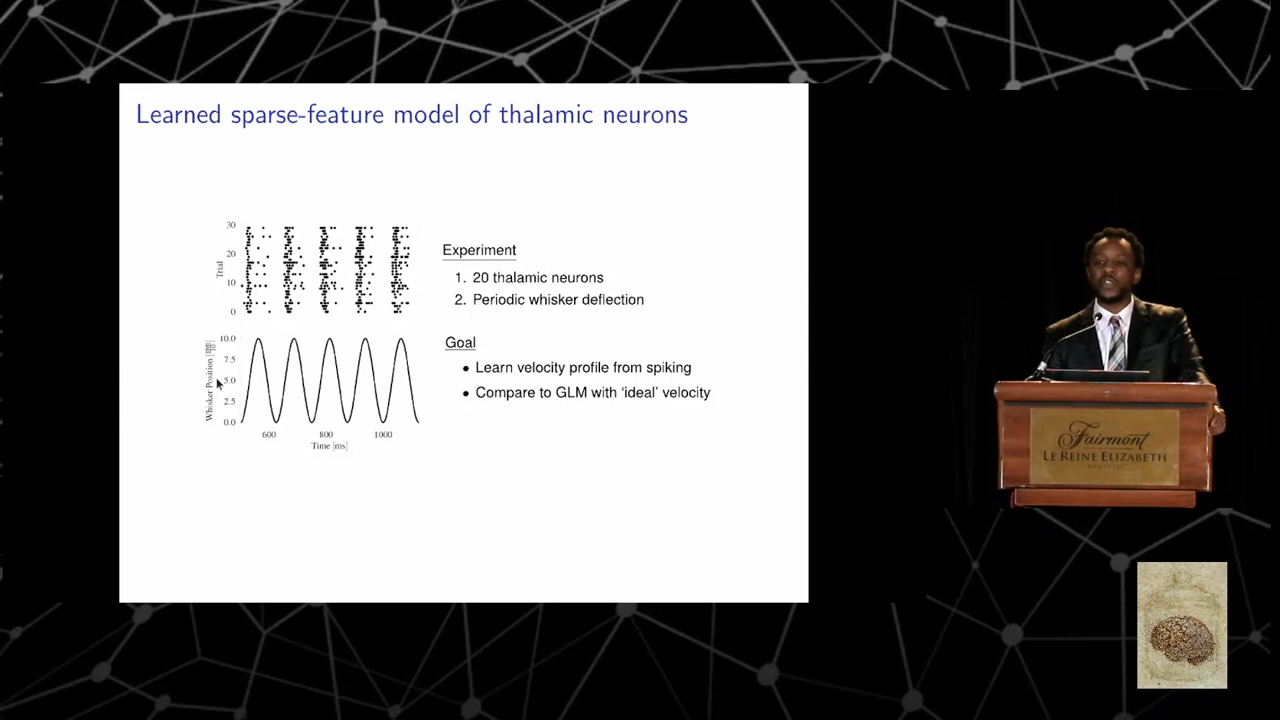 Learned sparse-feature model of thalamic neurons
30
20
10
0
Trial
Experiment
1. 20 thalamic neurons
2. Periodic whisker deflection
Goal
• Learn velocity profile from spiking
• Compare to GLM with ‘ideal’ velocity
10.0
7.5
5.0
2.5
0.0
Whisker Position
600
800
1000
Time [ms]
Fairmont
LE REINE ELIZABETH